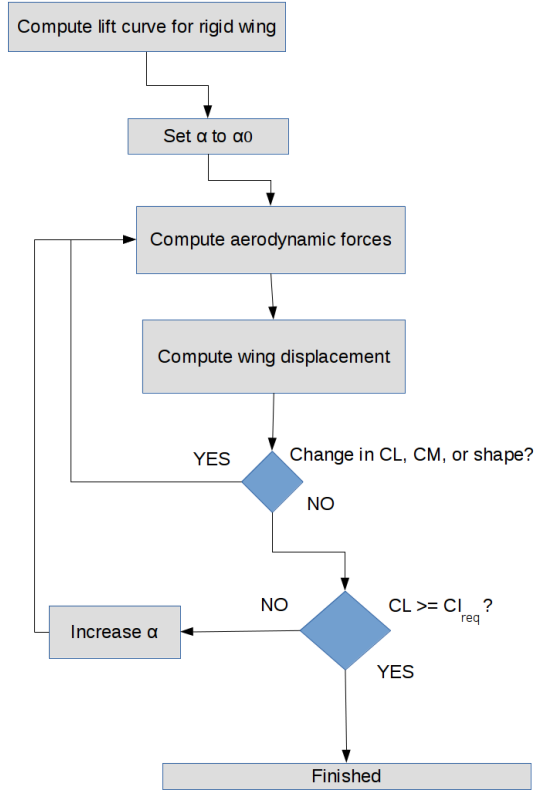 Compute lift curve for rigid wing
Set α to α0
Compute aerodynamic forces
Compute wing displacement
Change in CL, CM, or shape?
YES
NO
CL >= Cl_req ?
NO
Increase α
YES
Finished